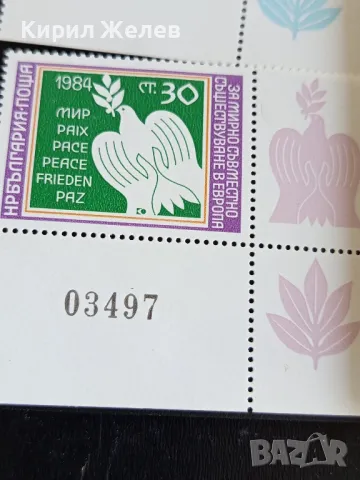 Кирил Желев
1984
СТ. 30
МИР
PAIX
PACE
PEACE
FRIEDEN
PAZ
НР БЪЛГАРИЯ·ПОЩА
ЗА МИРНО СЪВМЕСТНО
СЪЩЕСТВУВАНЕ В ЕВРОПА
03497
BAZAR